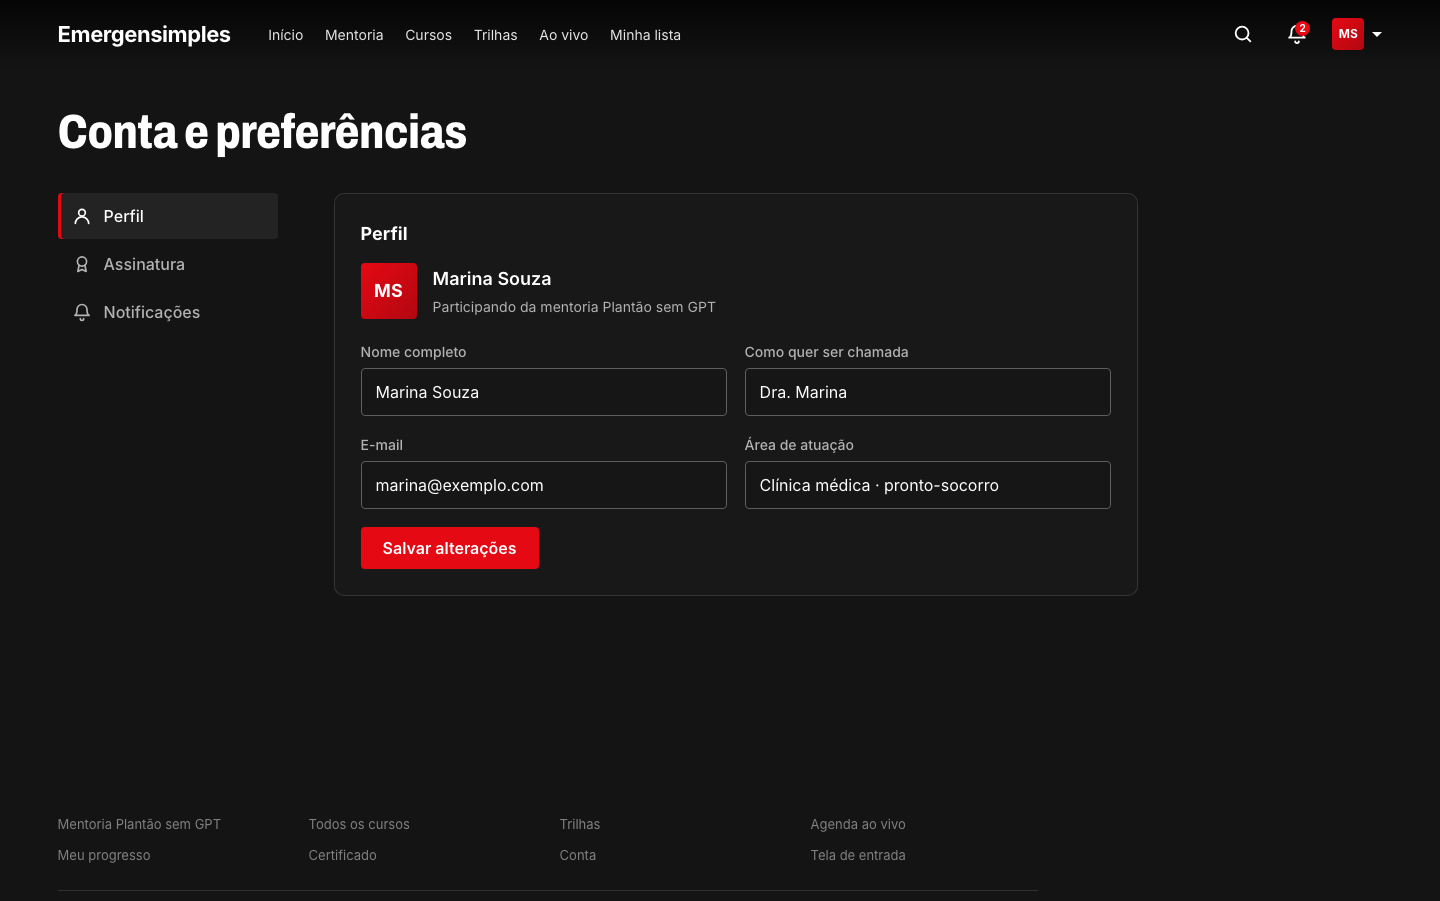 Emergensimples
Início Mentoria Cursos Trilhas Ao vivo Minha lista
2
MS
Conta e preferências
Perfil
Assinatura
Notificações
Perfil
MS
Marina Souza
Participando da mentoria Plantão sem GPT
Nome completo
Marina Souza
Como quer ser chamada
Dra. Marina
E-mail
marina@exemplo.com
Área de atuação
Clínica médica · pronto-socorro
Salvar alterações
Mentoria Plantão sem GPT Todos os cursos Trilhas Agenda ao vivo
Meu progresso Certificado Conta Tela de entrada